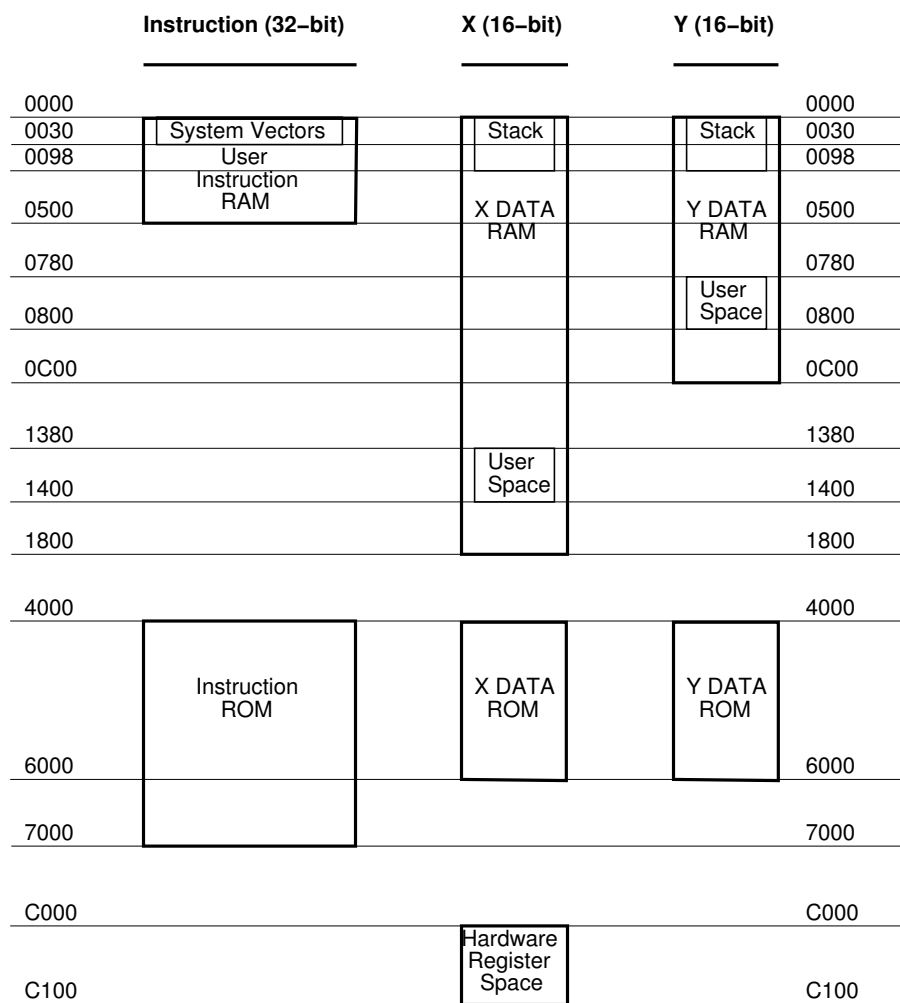 Instruction (32−bit) X (16−bit) Y (16−bit)
0000 0000
0030 System Vectors Stack Stack 0030
0098 User 0098
Instruction
RAM
0500 X DATA Y DATA 0500
RAM RAM
0780 0780
User
Space
0800 0800
0C00 0C00
1380 1380
User
Space
1400 1400
1800 1800
4000 4000
Instruction X DATA Y DATA
ROM ROM ROM
6000 6000
7000 7000
C000 C000
Hardware
Register
Space
C100 C100